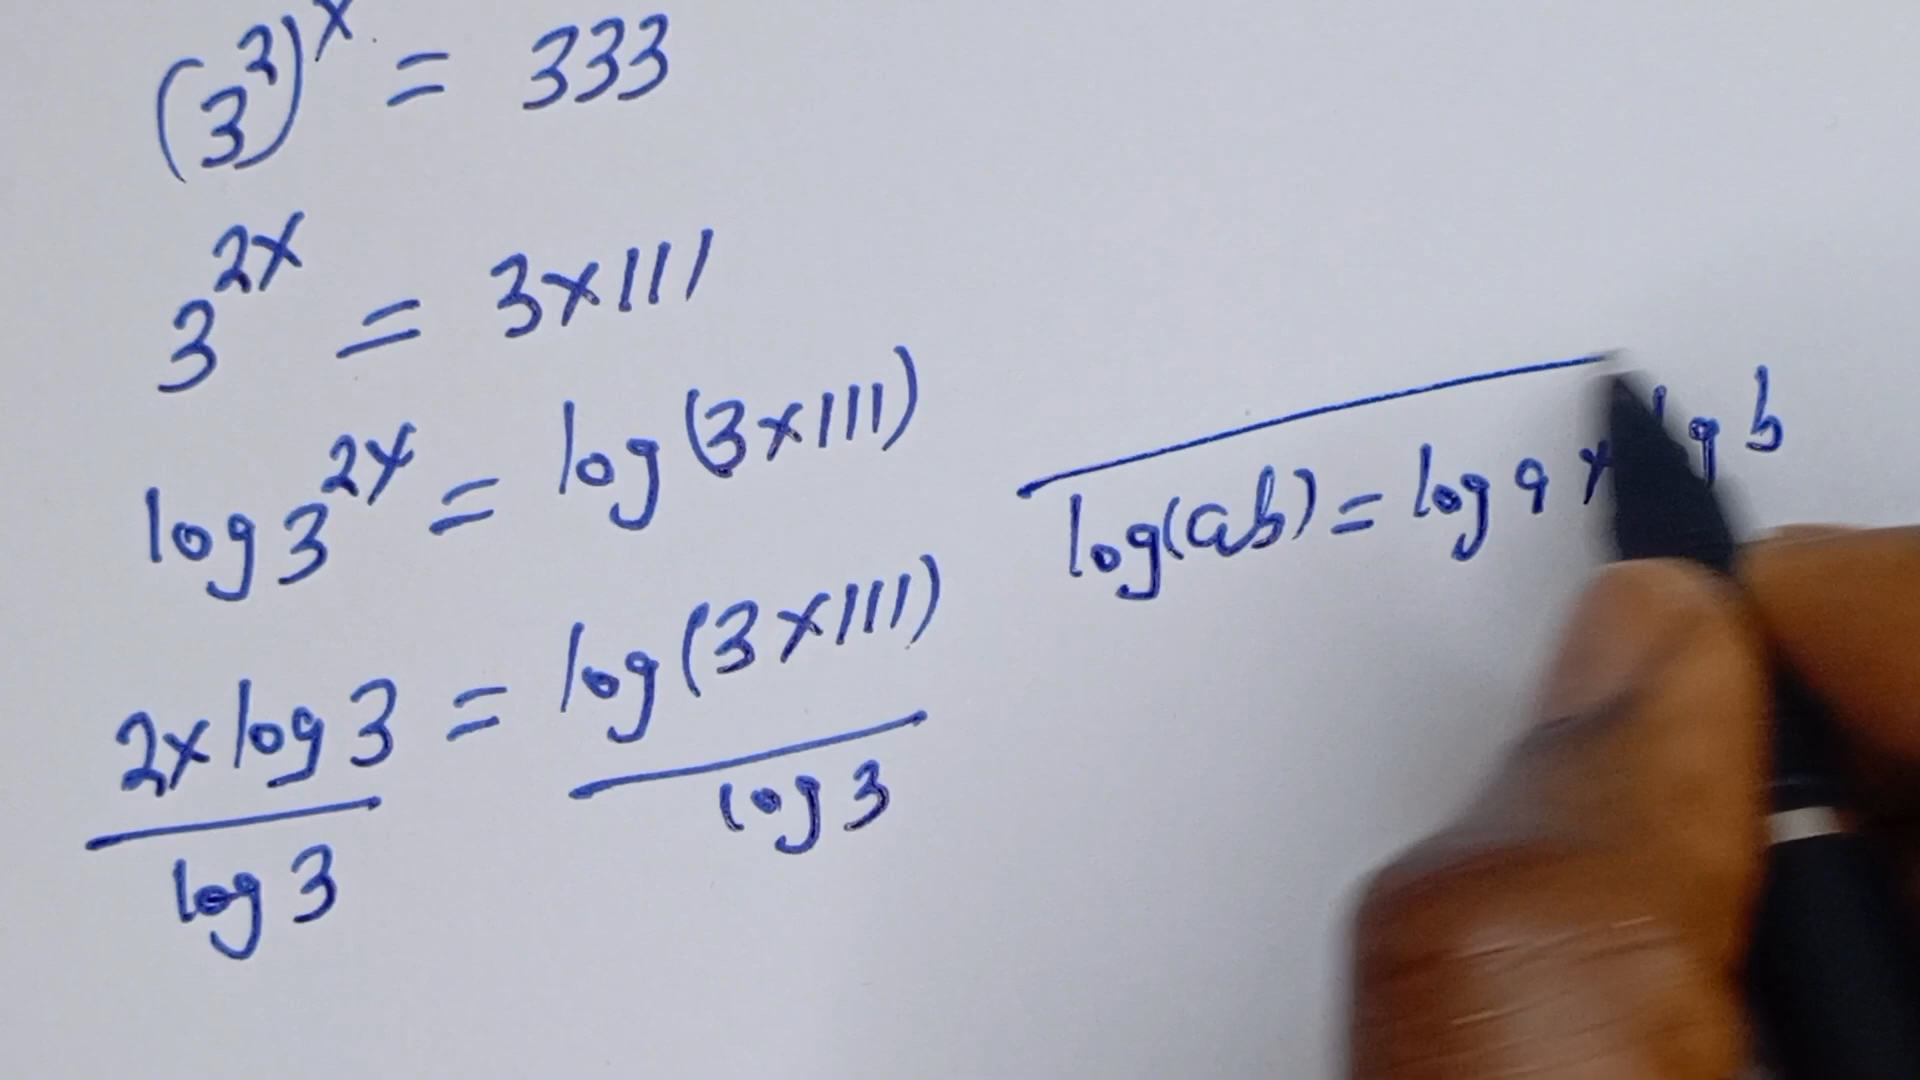 (3²)ˣ = 333
3²ˣ = 3×111
log 3²ˣ = log (3×111)
2x log 3 = log (3×111)
log 3
log 3
log(ab) = log a × log b